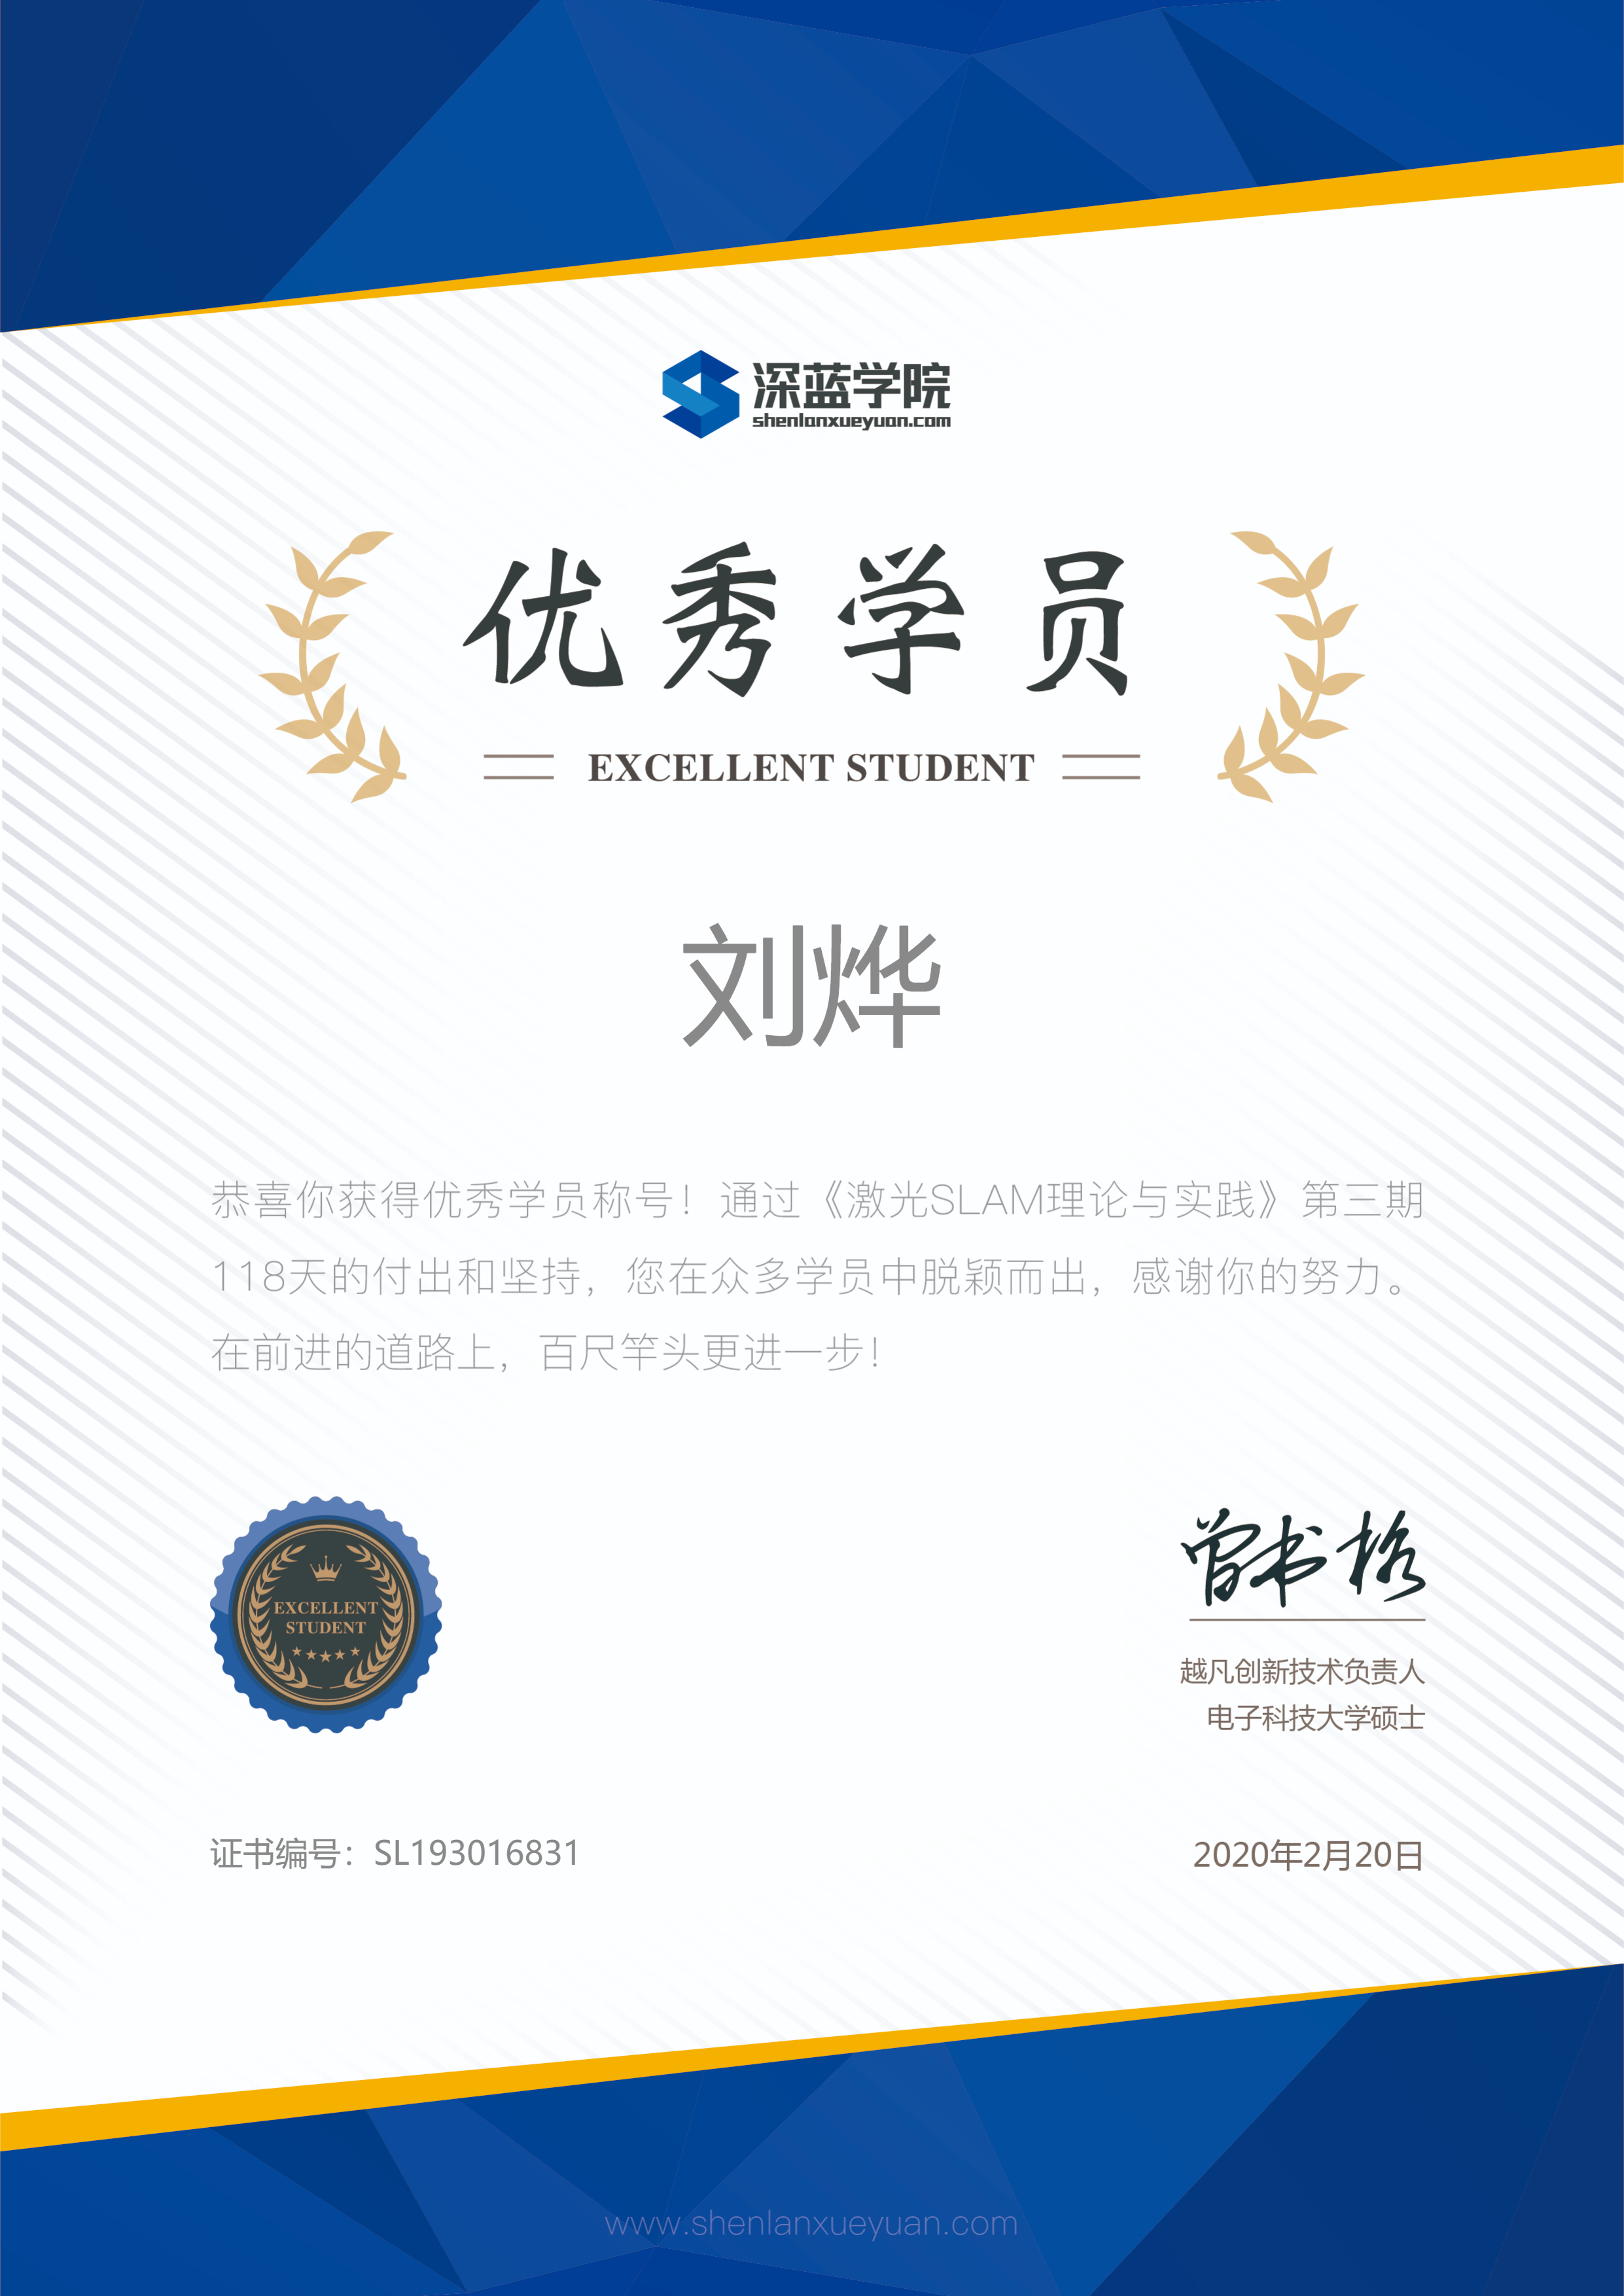 深蓝学院
shenlanxueyuan.com
优秀学员
EXCELLENT STUDENT
刘烨
恭喜你获得优秀学员称号！通过《激光SLAM理论与实践》第三期
118天的付出和坚持，您在众多学员中脱颖而出，感谢你的努力。
在前进的道路上，百尺竿头更进一步！
EXCELLENT
STUDENT
曾书格
越凡创新技术负责人
电子科技大学硕士
证书编号：SL193016831
2020年2月20日
www.shenlanxueyuan.com